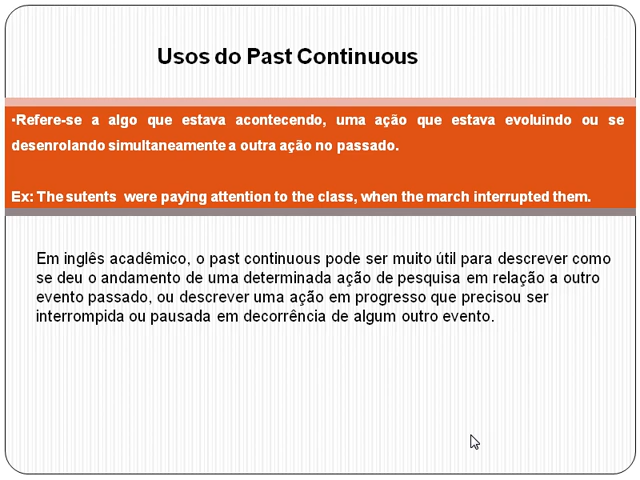 Usos do Past Continuous
•Refere-se a algo que estava acontecendo, uma ação que estava evoluindo ou se
desenrolando simultaneamente a outra ação no passado.
Ex: The sutents were paying attention to the class, when the march interrupted them.
Em inglês acadêmico, o past continuous pode ser muito útil para descrever como
se deu o andamento de uma determinada ação de pesquisa em relação a outro
evento passado, ou descrever uma ação em progresso que precisou ser
interrompida ou pausada em decorrência de algum outro evento.